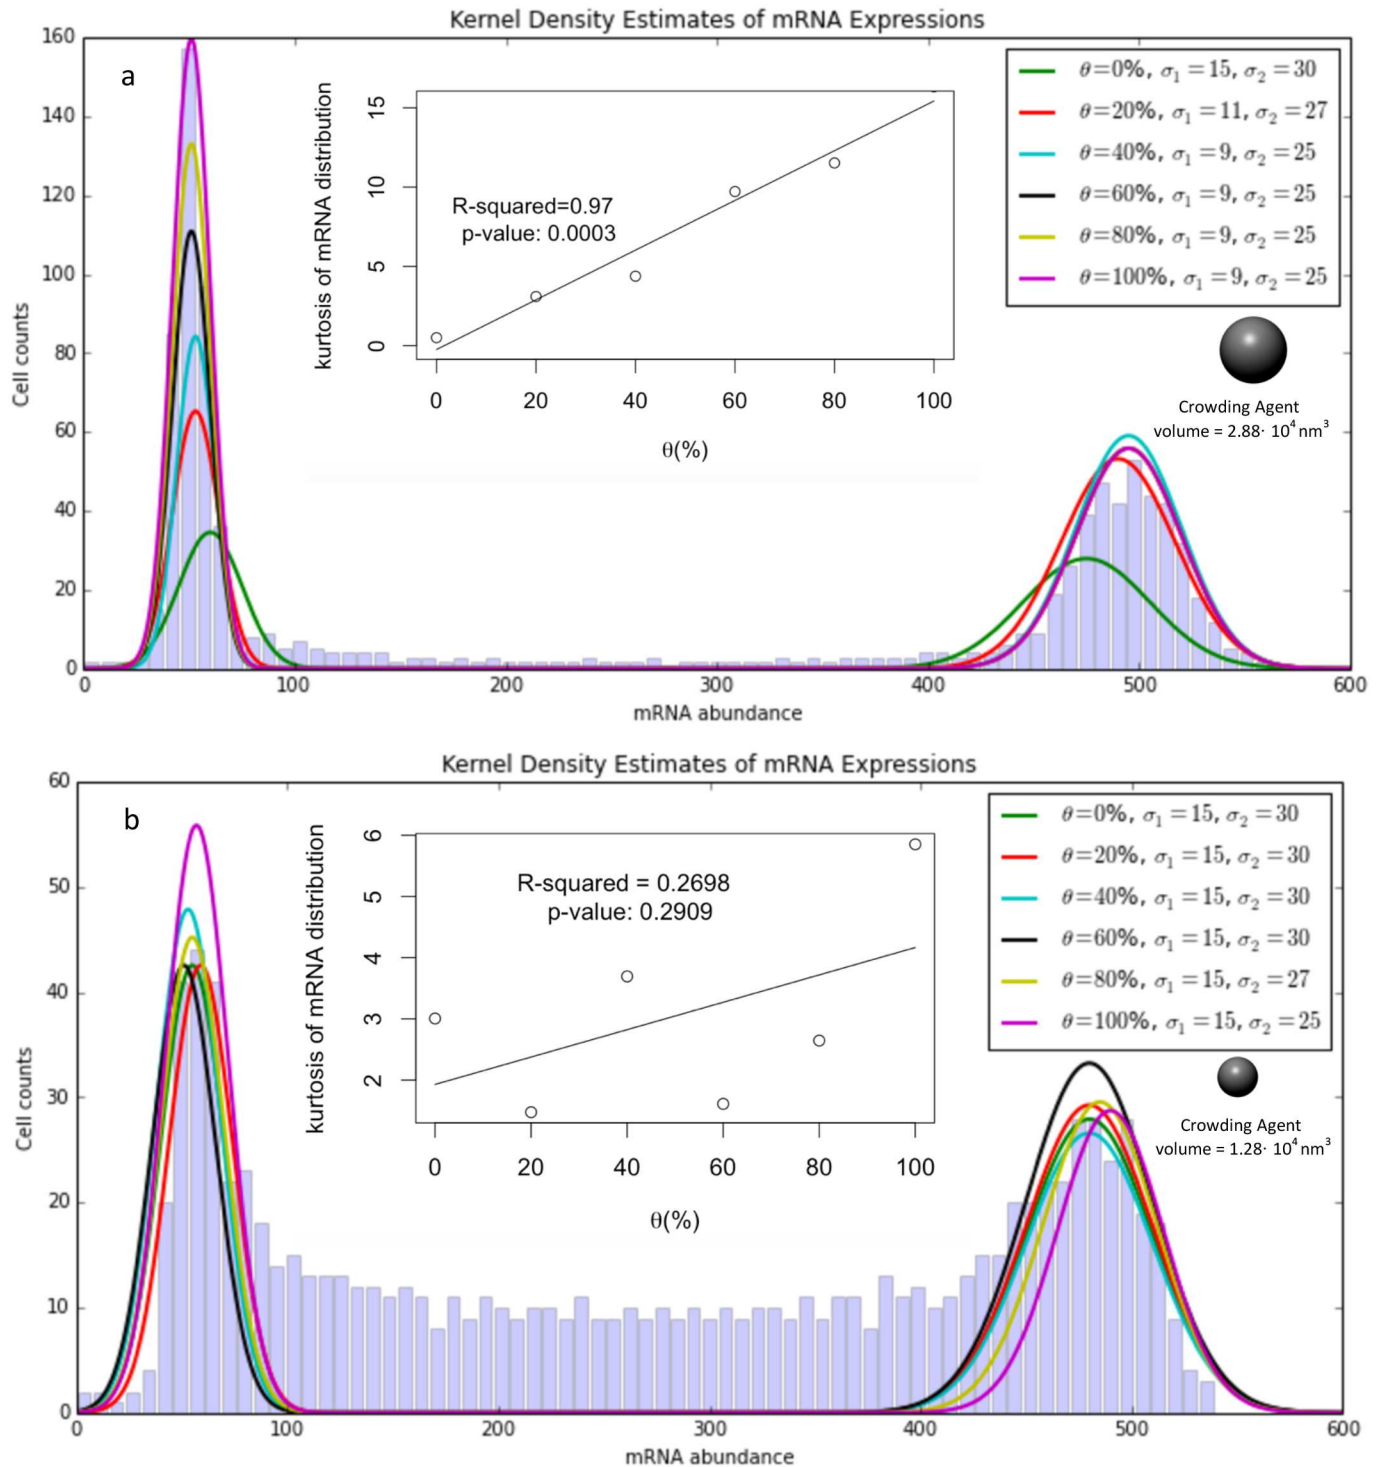 Kernel Density Estimates of mRNA Expressions
a
160
140
120
100
80
60
40
20
0
Cell counts
0 100 200 300 400 500 600
mRNA abundance
kurtosis of mRNA distribution
15
10
5
0
R-squared=0.97
p-value: 0.0003
0 20 40 60 80 100
θ(%)
θ=0%, σ₁=15, σ₂=30
θ=20%, σ₁=11, σ₂=27
θ=40%, σ₁=9, σ₂=25
θ=60%, σ₁=9, σ₂=25
θ=80%, σ₁=9, σ₂=25
θ=100%, σ₁=9, σ₂=25
Crowding Agent
volume = 2.88· 10⁴ nm³
Kernel Density Estimates of mRNA Expressions
b
60
50
40
30
20
10
0
Cell counts
0 100 200 300 400 500 600
mRNA abundance
kurtosis of mRNA distribution
6
5
4
3
2
R-squared = 0.2698
p-value: 0.2909
0 20 40 60 80 100
θ(%)
θ=0%, σ₁=15, σ₂=30
θ=20%, σ₁=15, σ₂=30
θ=40%, σ₁=15, σ₂=30
θ=60%, σ₁=15, σ₂=30
θ=80%, σ₁=15, σ₂=27
θ=100%, σ₁=15, σ₂=25
Crowding Agent
volume = 1.28· 10⁴ nm³